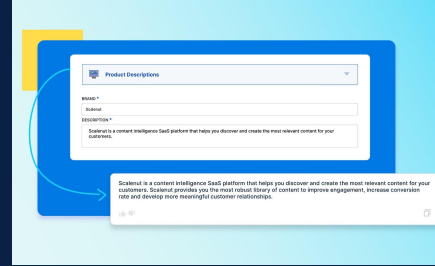 Product Descriptions
BRAND *
Scalenut
DESCRIPTION *
Scalenut is a content intelligence SaaS platform that helps you discover and create the most relevant content for your
customers.
Scalenut is a content intelligence SaaS platform that helps you discover and create the most relevant content for your
customers. Scalenut provides you the most robust library of content to improve engagement, increase conversion
rate and develop more meaningful customer relationships.